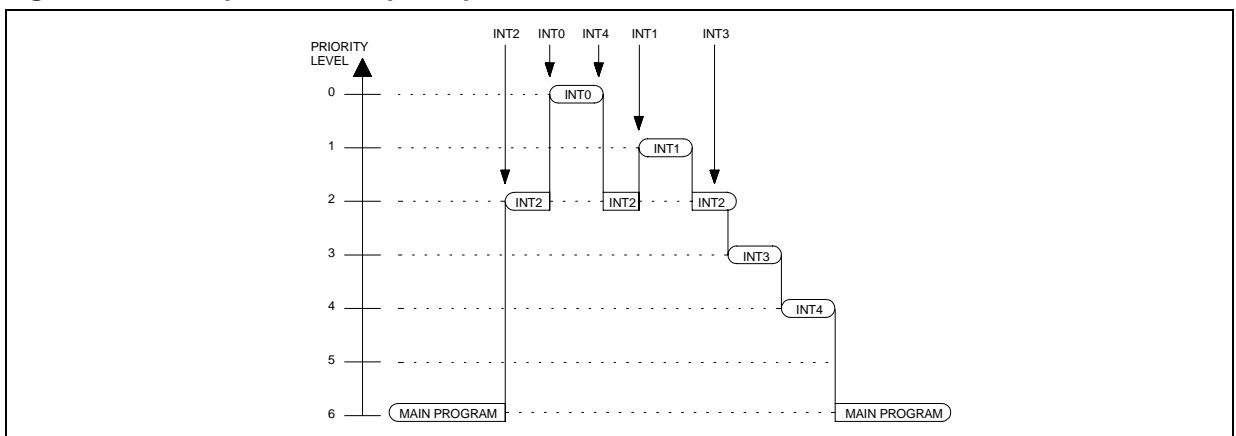 INT2 INT0 INT4 INT1 INT3
PRIORITY
LEVEL
0 INT0
1 INT1
2 INT2 INT2 INT2
3 INT3
4 INT4
5
6 MAIN PROGRAM MAIN PROGRAM